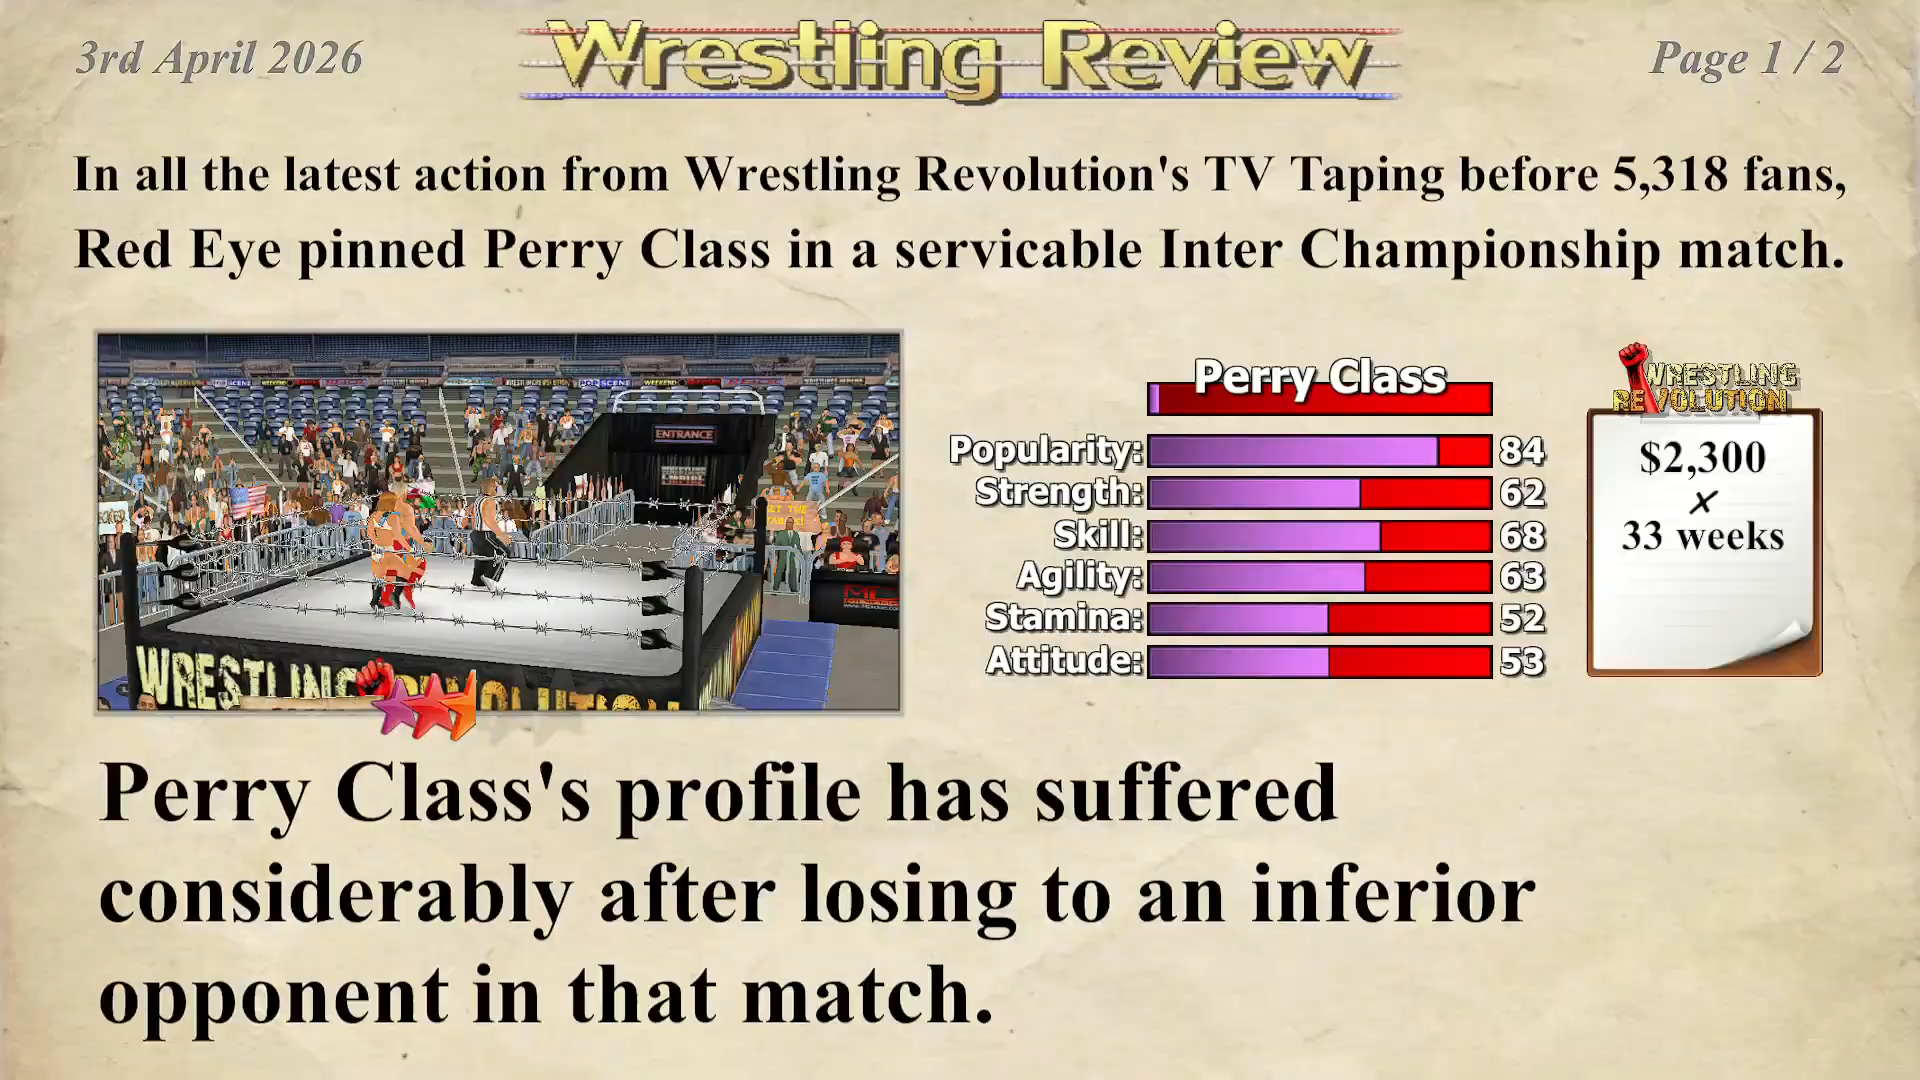 3rd April 2026
Wrestling Review
Page 1 / 2
In all the latest action from Wrestling Revolution's TV Taping before 5,318 fans,
Red Eye pinned Perry Class in a servicable Inter Championship match.
ENTRANCE
WRESTLING REVOLUTION
Perry Class
Popularity: 84
Strength: 62
Skill: 68
Agility: 63
Stamina: 52
Attitude: 53
WRESTLING
REVOLUTION
$2,300
x
33 weeks
Perry Class's profile has suffered
considerably after losing to an inferior
opponent in that match.